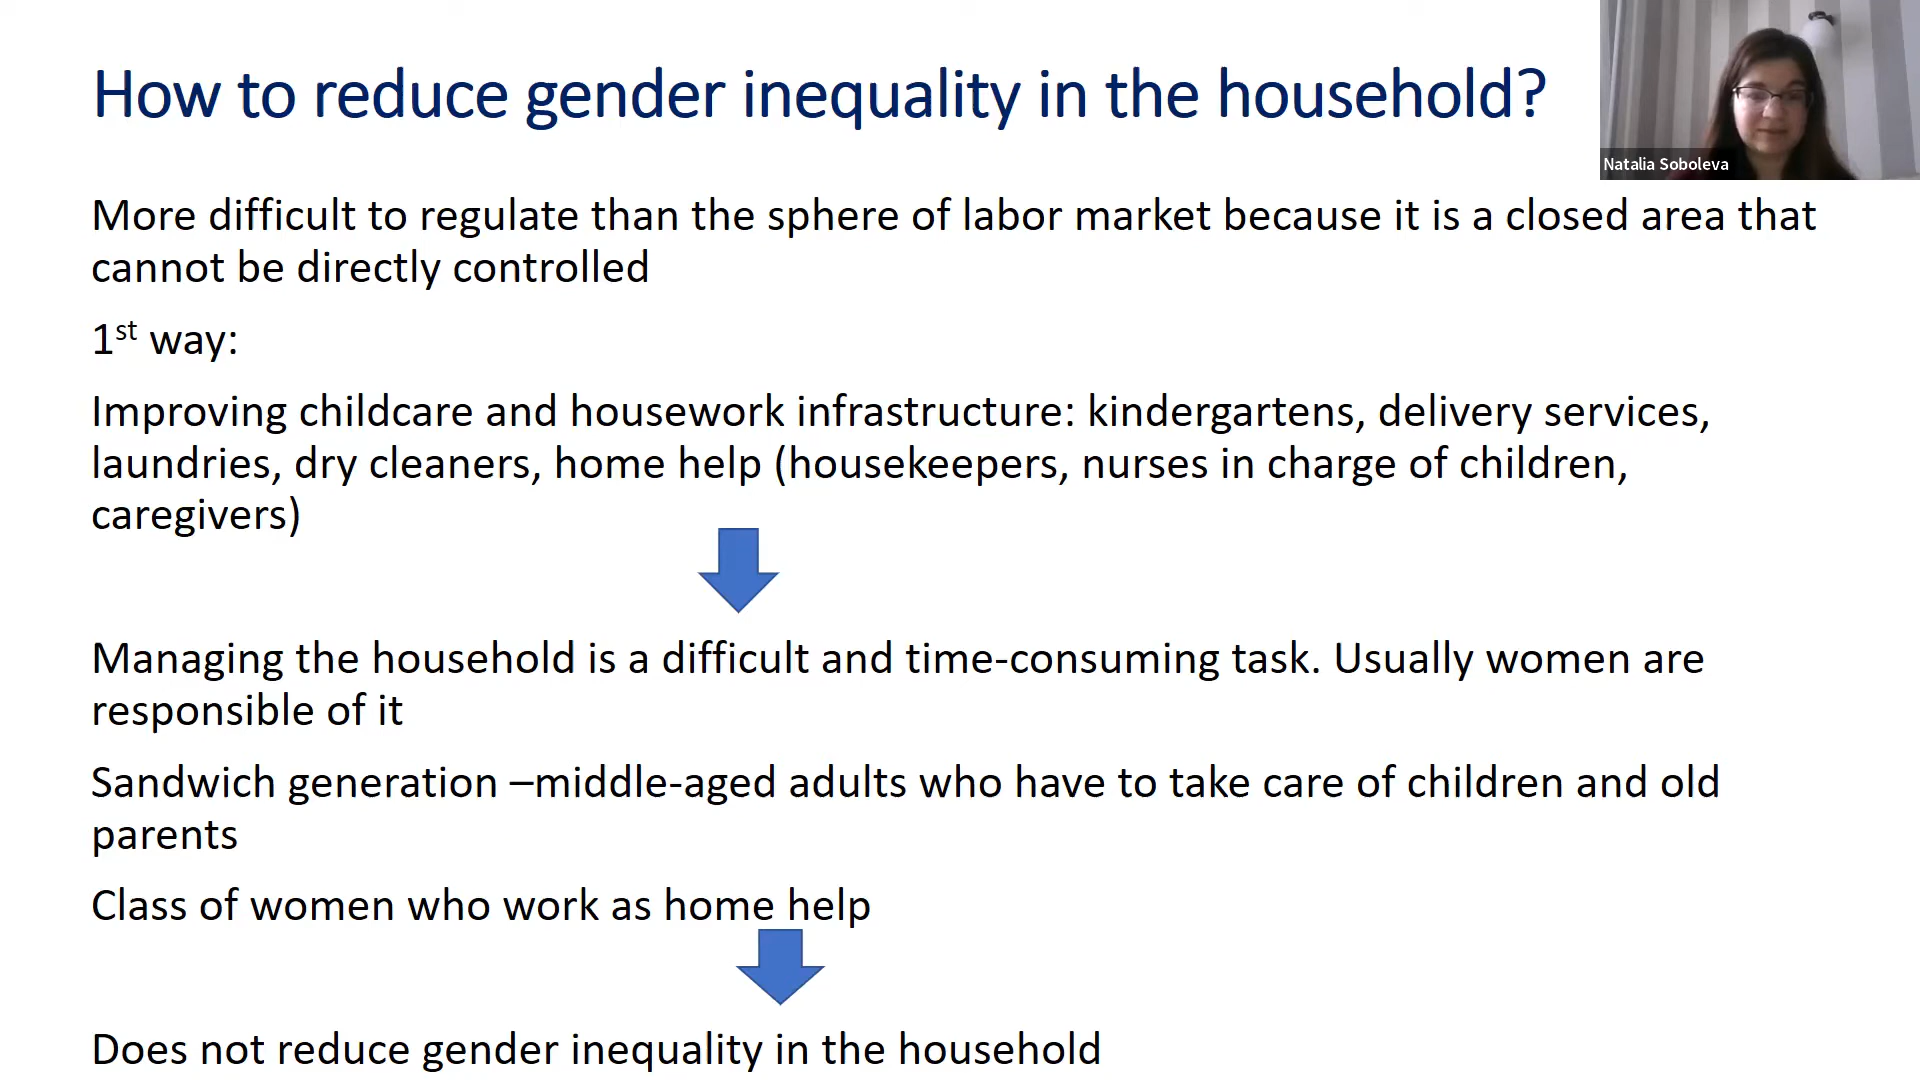 How to reduce gender inequality in the household?
Natalia Soboleva
More difficult to regulate than the sphere of labor market because it is a closed area that
cannot be directly controlled
1st way:
Improving childcare and housework infrastructure: kindergartens, delivery services,
laundries, dry cleaners, home help (housekeepers, nurses in charge of children,
caregivers)
Managing the household is a difficult and time-consuming task. Usually women are
responsible of it
Sandwich generation –middle-aged adults who have to take care of children and old
parents
Class of women who work as home help
Does not reduce gender inequality in the household